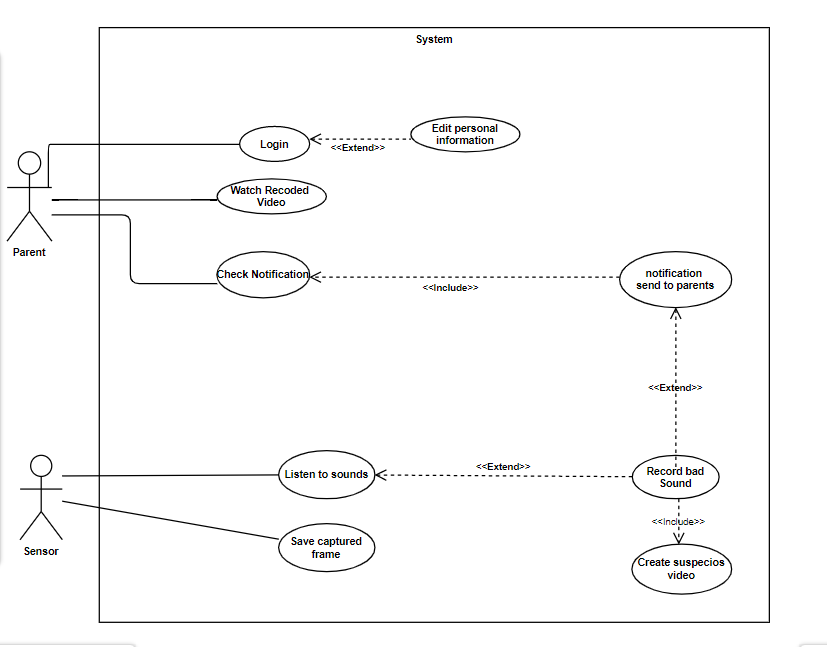 System
Edit personal
information
Login
<<Extend>>
Watch Recoded
Video
Parent
Check Notification
notification
send to parents
<<Include>>
<<Extend>>
Listen to sounds
<<Extend>>
Record bad
Sound
<<Include>>
Save captured
frame
Sensor
Create suspecios
video